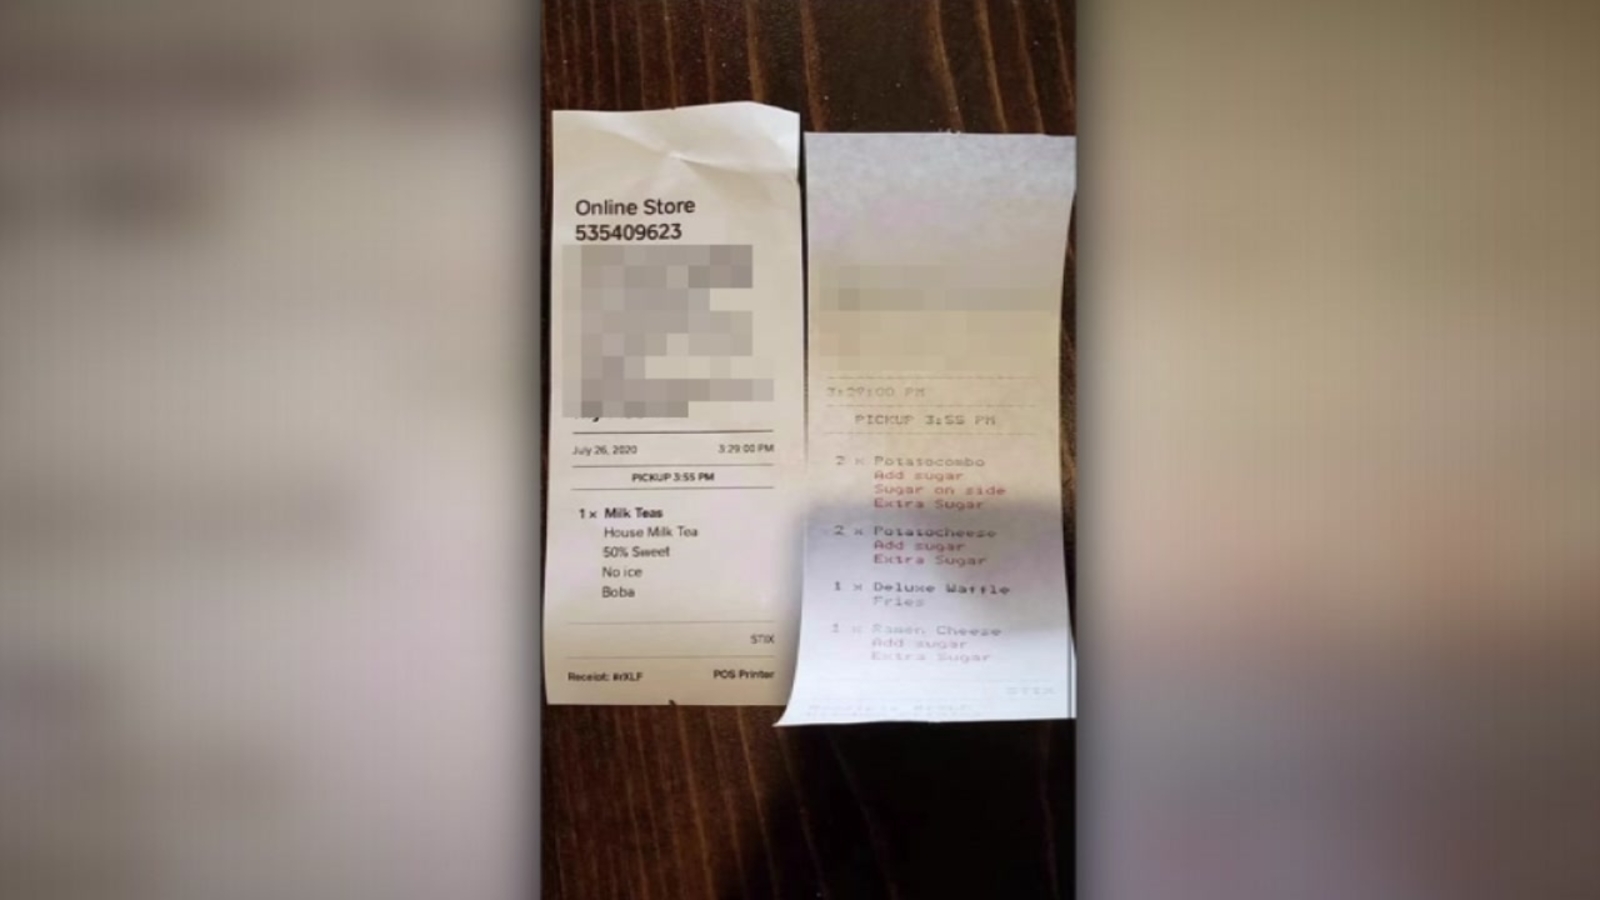 Online Store
535409623
July 26, 2020 3:29:00 PM
PICKUP 3:55 PM
1 x Milk Teas
House Milk Tea
50% Sweet
No ice
Boba
STIX
Receipt: #rXLF POS Printer
3:29:00 PM
PICKUP 3:55 PM
2 x Potatocombo
Add sugar
Sugar on side
Extra Sugar
2 x Potatocheese
Add sugar
Extra Sugar
1 x Deluxe Waffle
Fries
1 x Ramen Cheese
Add sugar
Extra Sugar
STIX